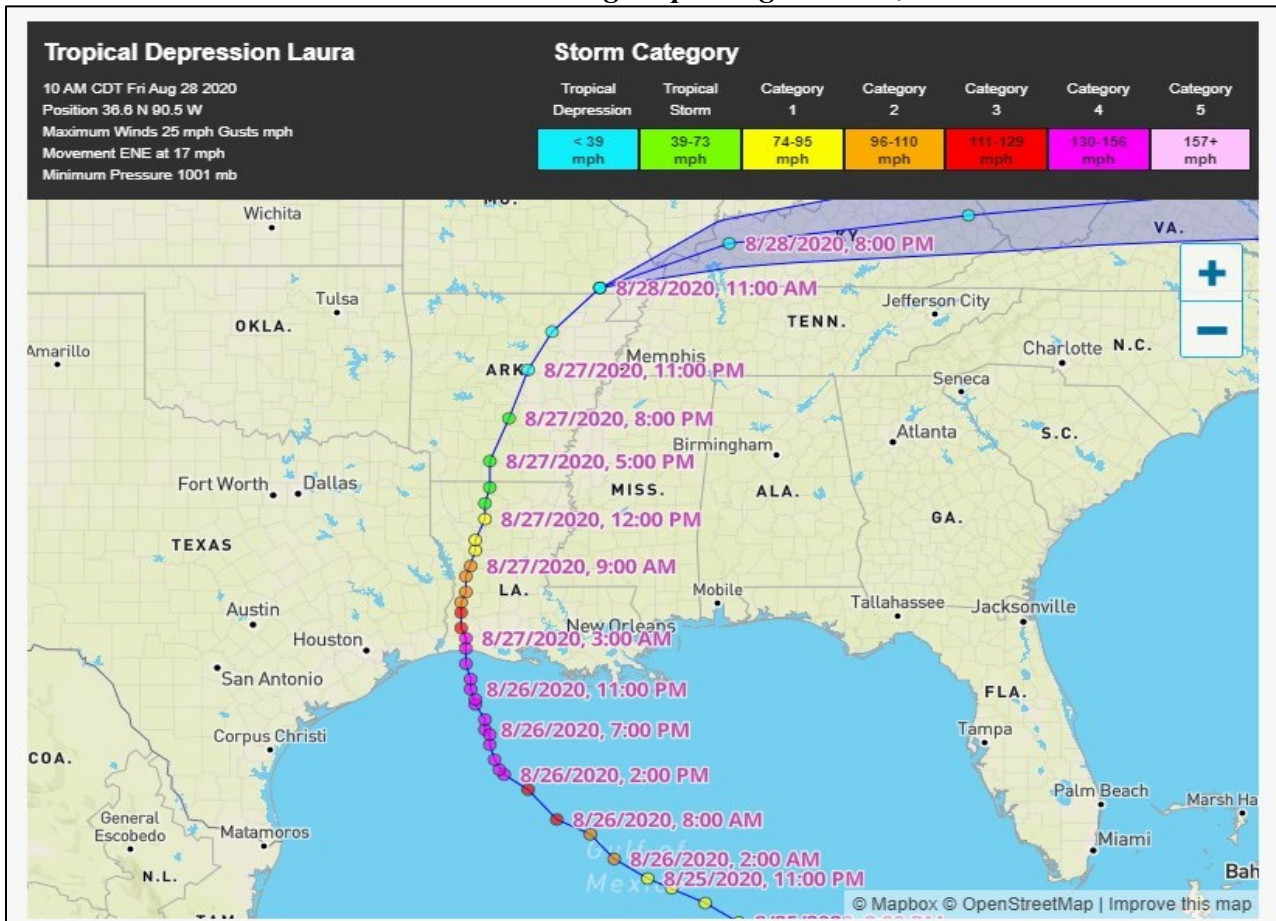 Tropical Depression Laura
10 AM CDT Fri Aug 28 2020
Position 36.6 N 90.5 W
Maximum Winds 25 mph Gusts mph
Movement ENE at 17 mph
Minimum Pressure 1001 mb
Storm Category
Tropical Depression
Tropical Storm
Category 1
Category 2
Category 3
Category 4
Category 5
< 39 mph
39-73 mph
74-95 mph
96-110 mph
111-129 mph
130-156 mph
157+ mph
Wichita
MO.
KY.
VA.
8/28/2020, 8:00 PM
+
8/28/2020, 11:00 AM
Tulsa
Jefferson City
OKLA.
TENN.
−
Amarillo
Memphis
Charlotte
N.C.
ARK.
8/27/2020, 11:00 PM
Seneca
8/27/2020, 8:00 PM
Birmingham
Atlanta
S.C.
8/27/2020, 5:00 PM
Fort Worth
Dallas
MISS.
ALA.
8/27/2020, 12:00 PM
GA.
TEXAS
8/27/2020, 9:00 AM
LA.
Mobile
Austin
Tallahassee
Jacksonville
New Orleans
Houston
8/27/2020, 3:00 AM
San Antonio
8/26/2020, 11:00 PM
FLA.
8/26/2020, 7:00 PM
Tampa
Corpus Christi
COA.
8/26/2020, 2:00 PM
Palm Beach
Marsh Ha
General Escobedo
8/26/2020, 8:00 AM
Matamoros
Miami
Gulf of
Mexico
8/26/2020, 2:00 AM
N.L.
8/25/2020, 11:00 PM
Bah
TAM
© Mapbox © OpenStreetMap | Improve this map